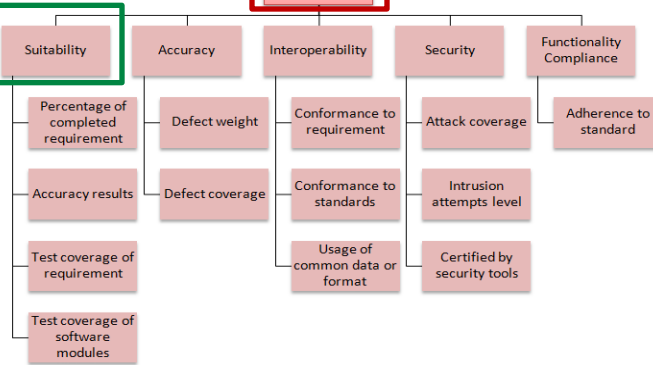 Suitability
Accuracy
Interoperability
Security
Functionality
Compliance
Percentage of
completed
requirement
Defect weight
Conformance to
requirement
Attack coverage
Adherence to
standard
Accuracy results
Defect coverage
Conformance to
standards
Intrusion
attempts level
Test coverage of
requirement
Usage of
common data or
format
Certified by
security tools
Test coverage of
software
modules